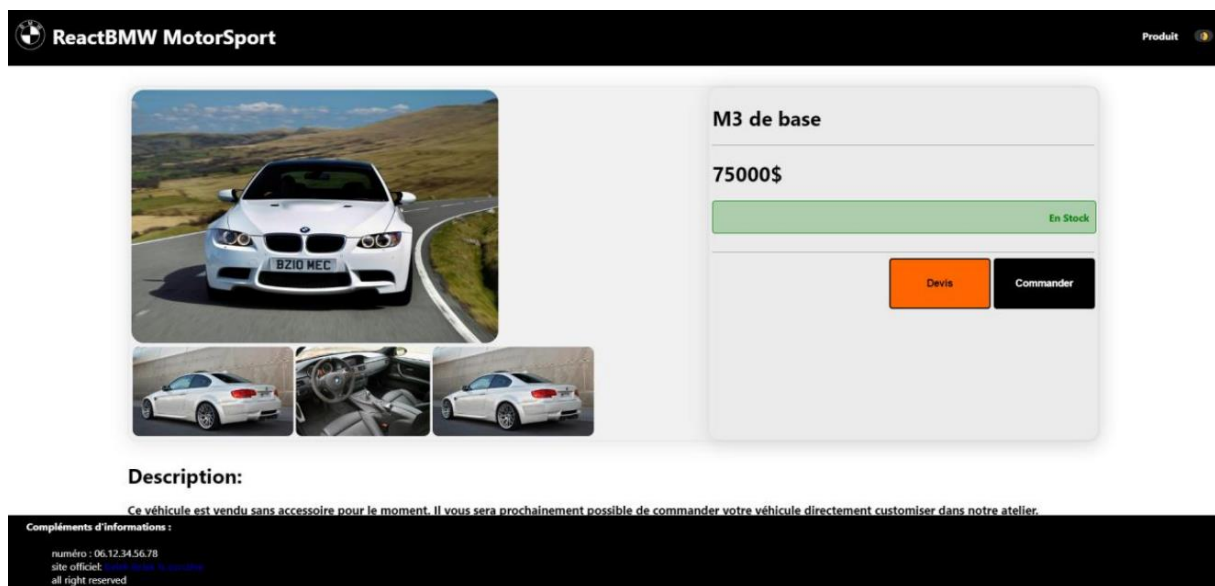 ReactBMW MotorSport
Produit
M3 de base
75000$
En Stock
Devis
Commander
BZ10 MEC
Description:
Ce véhicule est vendu sans accessoire pour le moment. Il vous sera prochainement possible de commander votre véhicule directement customiser dans notre atelier.
Compléments d'informations :
numéro : 06.12.34.56.78
site officiel:
all right reserved